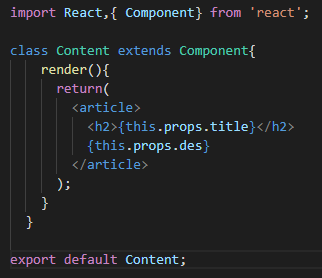 import React,{ Component} from 'react';
class Content extends Component{
render(){
return(
<article>
<h2>{this.props.title}</h2>
{this.props.des}
</article>
);
}
}
export default Content;